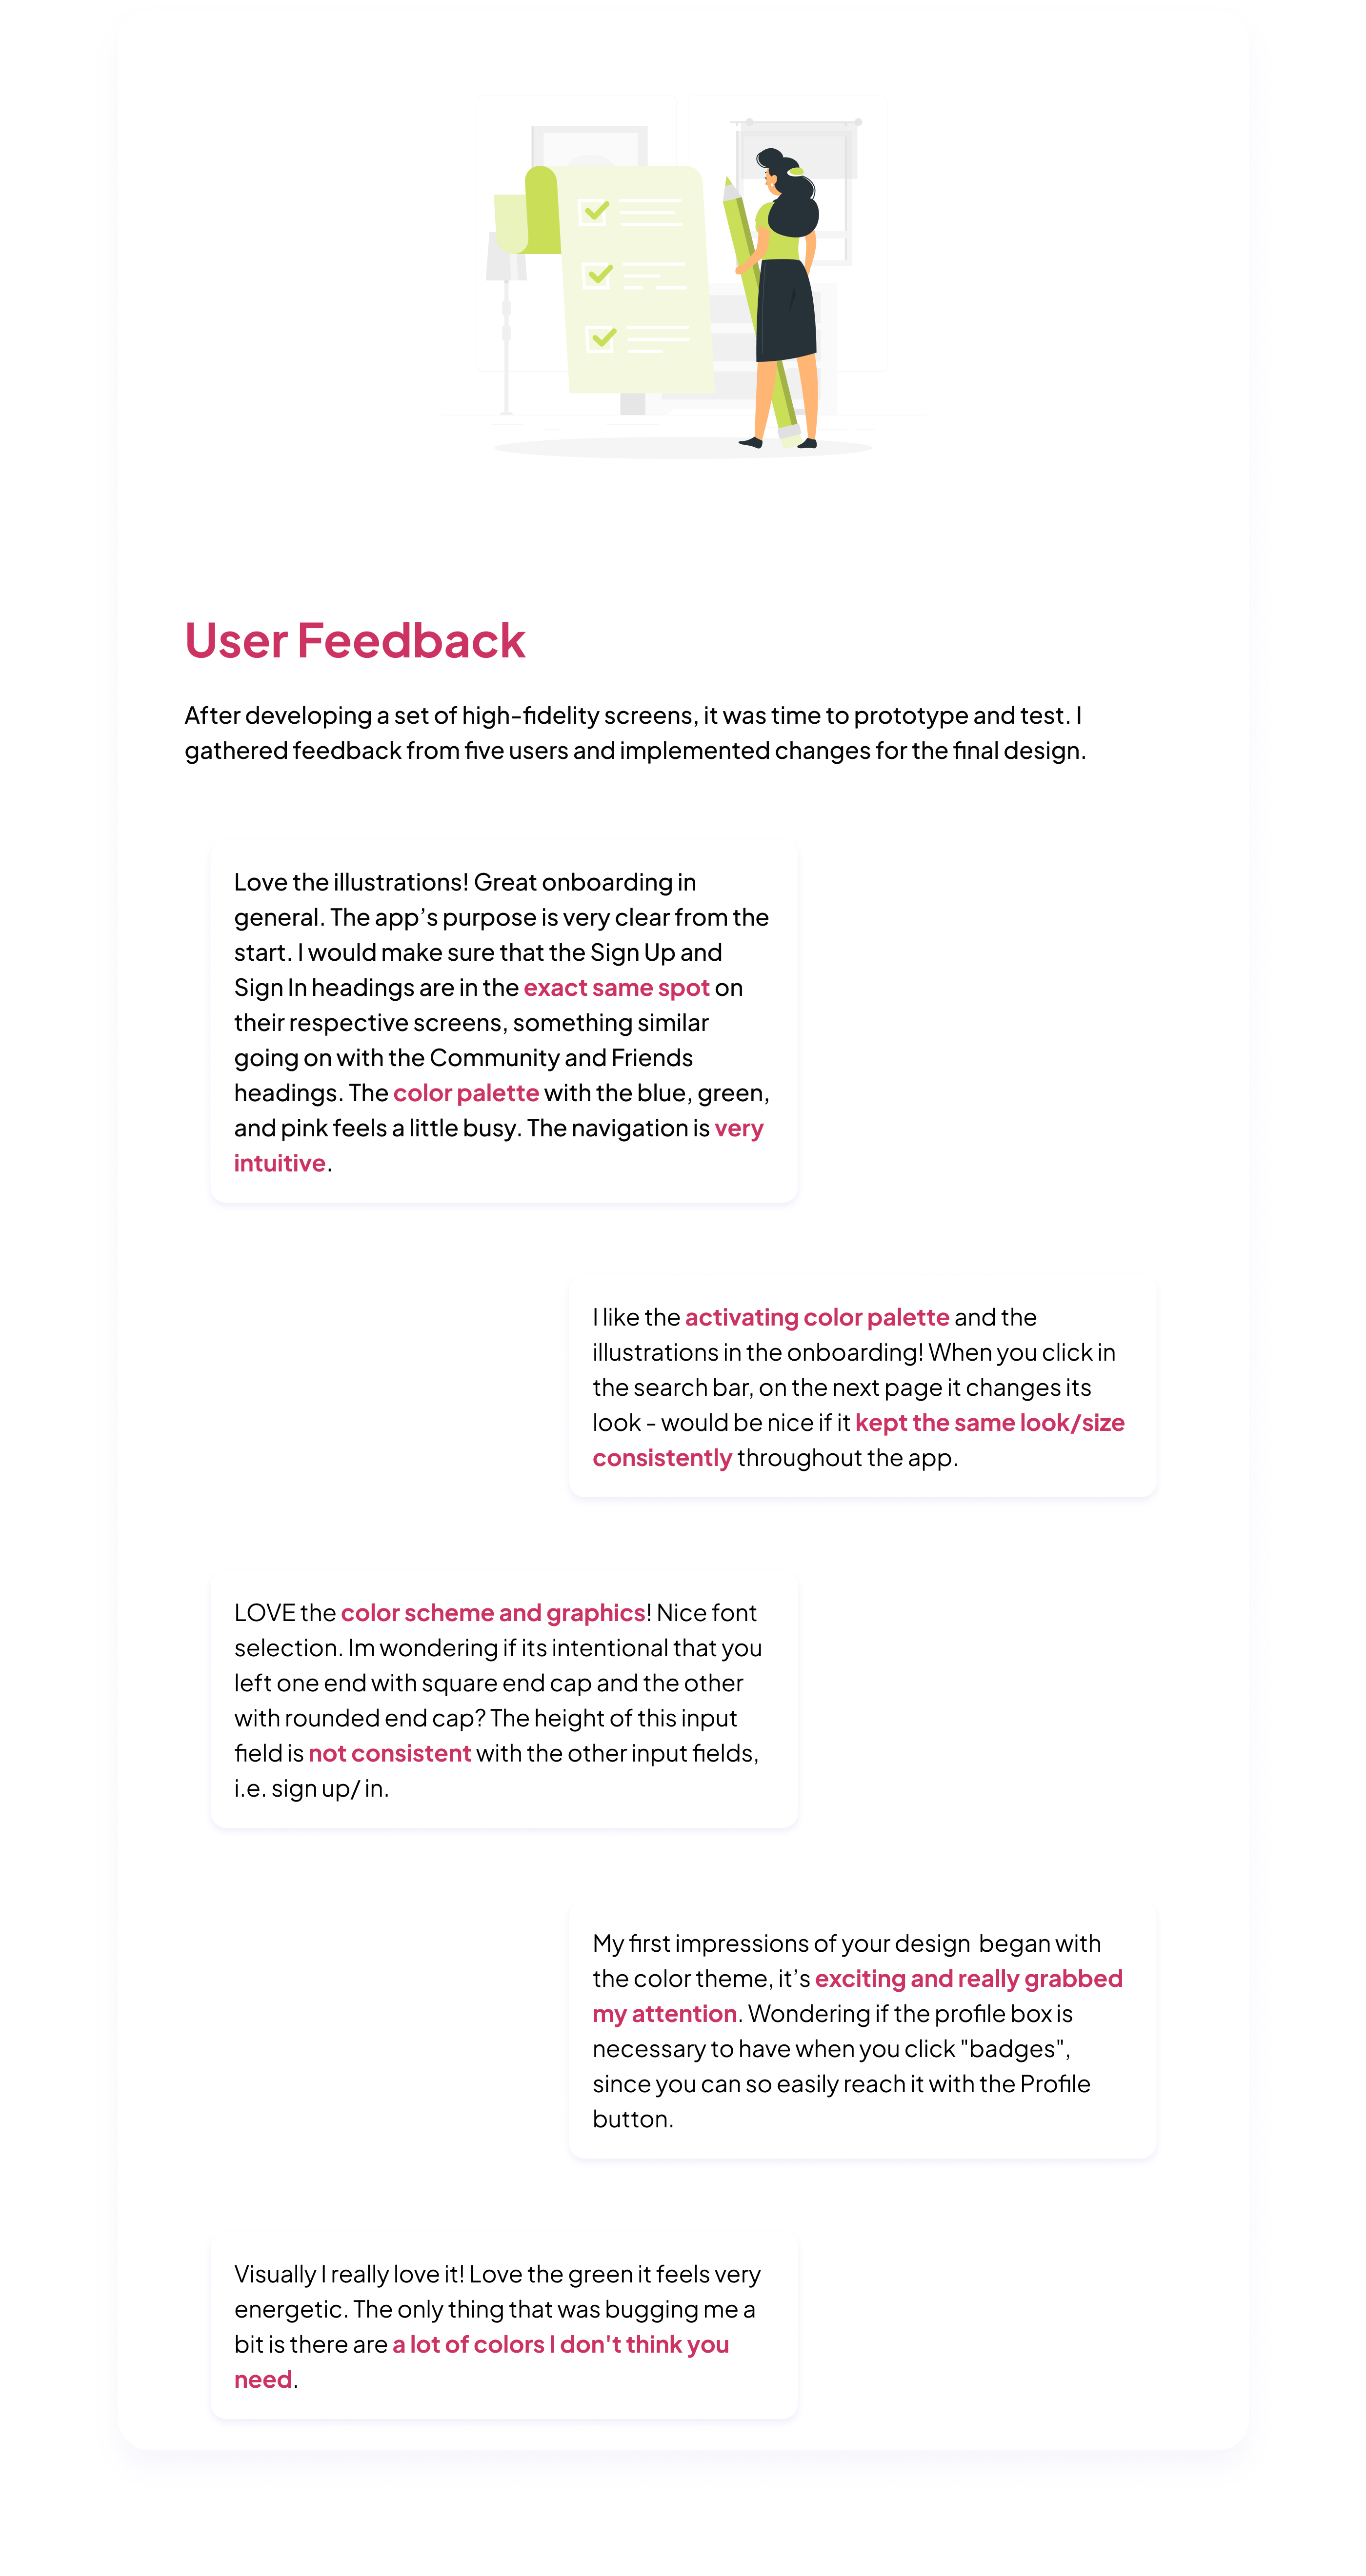 User Feedback
After developing a set of high-fidelity screens, it was time to prototype and test. I
gathered feedback from five users and implemented changes for the final design.
Love the illustrations! Great onboarding in
general. The app’s purpose is very clear from the
start. I would make sure that the Sign Up and
Sign In headings are in the exact same spot on
their respective screens, something similar
going on with the Community and Friends
headings. The color palette with the blue, green,
and pink feels a little busy. The navigation is very
intuitive.
I like the activating color palette and the
illustrations in the onboarding! When you click in
the search bar, on the next page it changes its
look - would be nice if it kept the same look/size
consistently throughout the app.
LOVE the color scheme and graphics! Nice font
selection. Im wondering if its intentional that you
left one end with square end cap and the other
with rounded end cap? The height of this input
field is not consistent with the other input fields,
i.e. sign up/ in.
My first impressions of your design  began with
the color theme, it’s exciting and really grabbed
my attention. Wondering if the profile box is
necessary to have when you click "badges",
since you can so easily reach it with the Profile
button.
Visually I really love it! Love the green it feels very
energetic. The only thing that was bugging me a
bit is there are a lot of colors I don't think you
need.